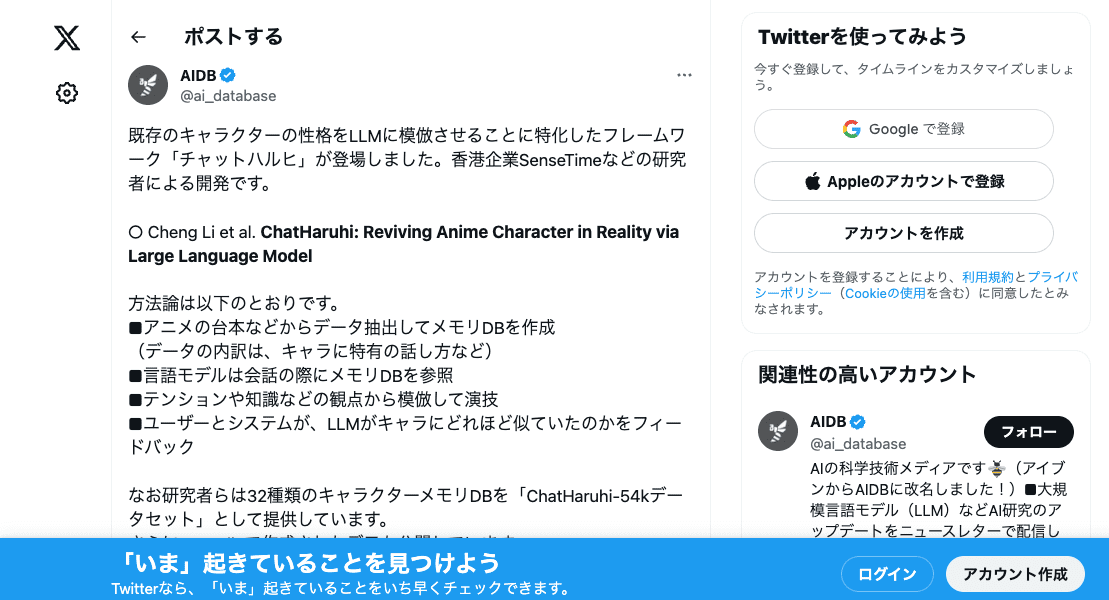 ポストする
AIDB
@ai_database
既存のキャラクターの性格をLLMに模倣させることに特化したフレームワ
ーク「チャットハルヒ」が登場しました。香港企業SenseTimeなどの研究
者による開発です。
○ Cheng Li et al. ChatHaruhi: Reviving Anime Character in Reality via
Large Language Model
方法論は以下のとおりです。
■アニメの台本などからデータ抽出してメモリDBを作成
（データの内訳は、キャラに特有の話し方など）
■言語モデルは会話の際にメモリDBを参照
■テンションや知識などの観点から模倣して演技
■ユーザーとシステムが、LLMがキャラにどれほど似ていたのかをフィー
ドバック
なお研究者らは32種類のキャラクターメモリDBを「ChatHaruhi-54kデー
タセット」として提供しています。
Twitterを使ってみよう
今すぐ登録して、タイムラインをカスタマイズしましょ
う。
Google で登録
Appleのアカウントで登録
アカウントを作成
アカウントを登録することにより、利用規約とプライバ
シーポリシー（Cookieの使用を含む）に同意したとみ
なされます。
関連性の高いアカウント
AIDB
@ai_database
フォロー
AIの科学技術メディアです🐝（アイブ
ンからAIDBに改名しました！）■大規
模言語モデル（LLM）などAI研究のア
ップデートをニュースレターで配信し
「いま」起きていることを見つけよう
Twitterなら、「いま」起きていることをいち早くチェックできます。
ログイン
アカウント作成